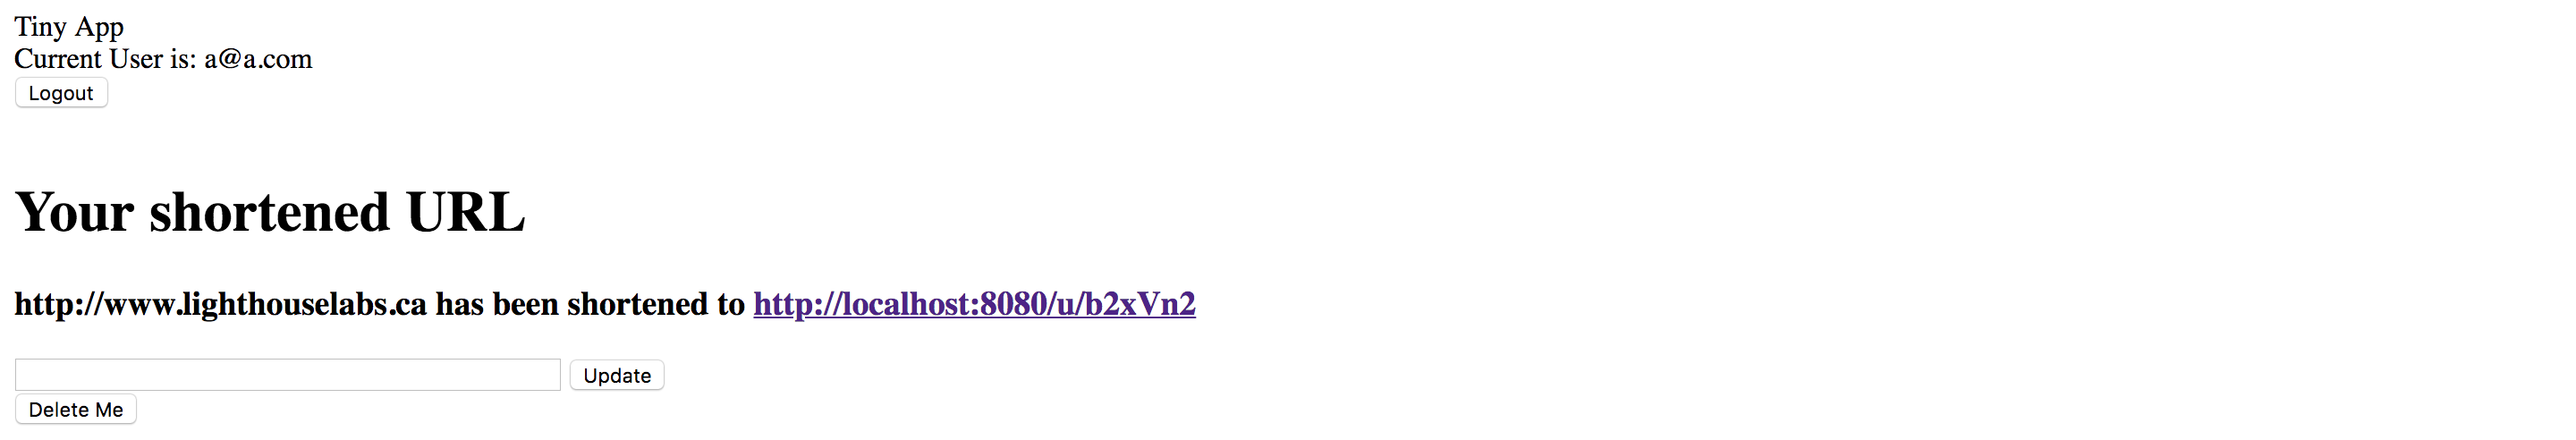 Tiny App
Current User is: a@a.com
Logout
Your shortened URL
http://www.lighthouselabs.ca has been shortened to http://localhost:8080/u/b2xVn2
Update
Delete Me